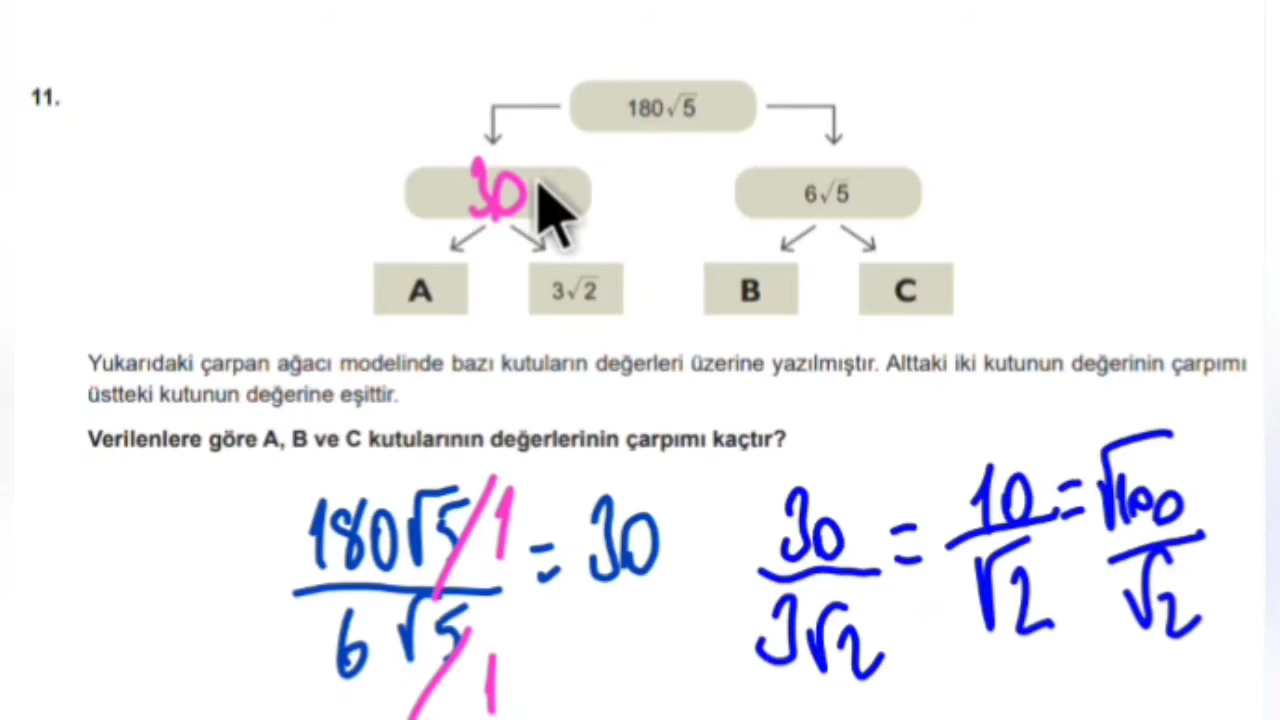 11.
180√5
30
6√5
A
3√2
B
C
Yukarıdaki çarpan ağacı modelinde bazı kutuların değerleri üzerine yazılmıştır. Alttaki iki kutunun değerinin çarpımı
üstteki kutunun değerine eşittir.
Verilenlere göre A, B ve C kutularının değerlerinin çarpımı kaçtır?
180√5 / 6√5 = 30
1
1
30 / 3√2 = 10 / √2 = √100 / √2